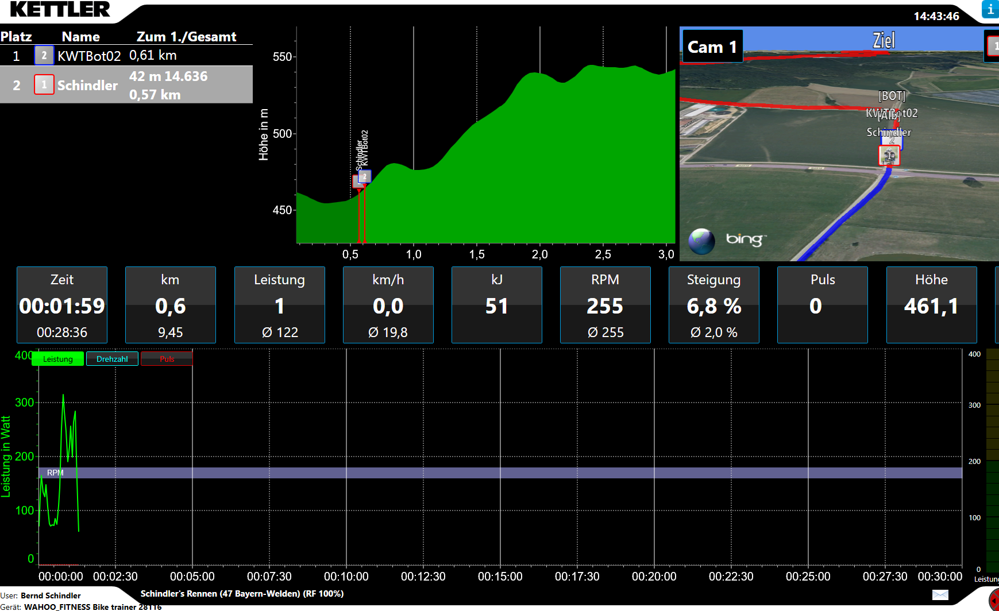 KETTLER
14:43:46
i
Platz Name Zum 1./Gesamt
1 2 KWTBot02 0,61 km
2 1 Schindler 42 m 14.636
0,57 km
Höhe in m
550
500
450
Schindler
KWTBot02
2
0,5 1,0 1,5 2,0 2,5 3,0
Cam 1
Ziel
1
[BOT]
KWTBot02
[Alb]
Schindler
2
1
bing
Zeit
00:01:59
00:28:36
km
0,6
9,45
Leistung
1
Ø 122
km/h
0,0
Ø 19,8
kJ
51
RPM
255
Ø 255
Steigung
6,8 %
Ø 2,0 %
Puls
0
Höhe
461,1
Leistung Drehzahl Puls
Leistung in Watt
400
300
200
100
0
RPM
400
300
200
100
0
Leistung
00:00:00 00:02:30 00:05:00 00:07:30 00:10:00 00:12:30 00:15:00 00:17:30 00:20:00 00:22:30 00:25:00 00:27:30 00:30:00
User: Bernd Schindler
Schindler's Rennen (47 Bayern-Welden) (RF 100%)
Gerät: WAHOO_FITNESS Bike trainer 28116